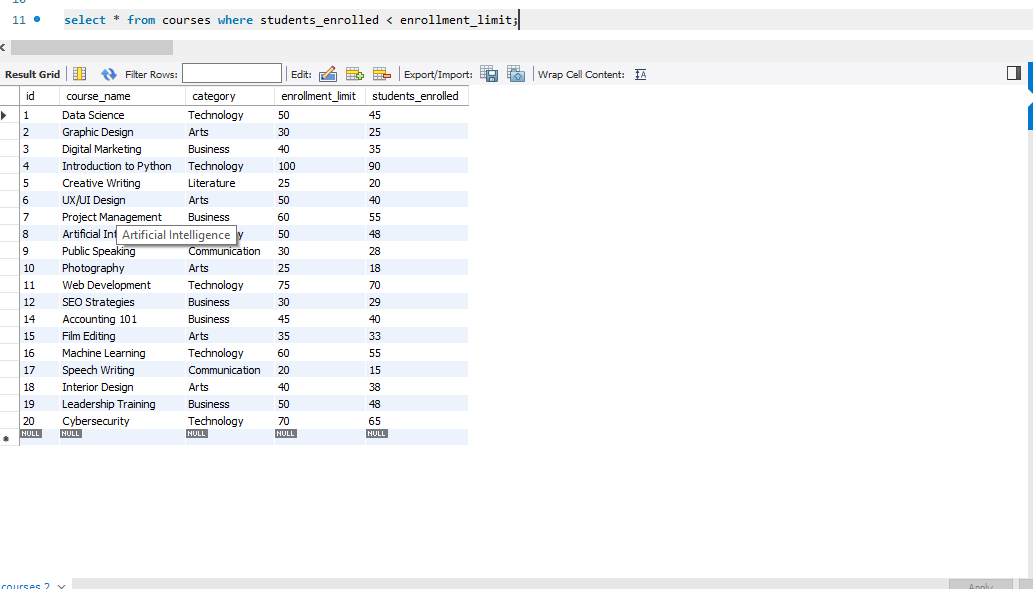 11 select * from courses where students_enrolled < enrollment_limit;
Result Grid Filter Rows: Edit: Export/Import: Wrap Cell Content: IA
id course_name category enrollment_limit students_enrolled
1 Data Science Technology 50 45
2 Graphic Design Arts 30 25
3 Digital Marketing Business 40 35
4 Introduction to Python Technology 100 90
5 Creative Writing Literature 25 20
6 UX/UI Design Arts 50 40
7 Project Management Business 60 55
8 Artificial Int Artificial Intelligence y 50 48
9 Public Speaking Communication 30 28
10 Photography Arts 25 18
11 Web Development Technology 75 70
12 SEO Strategies Business 30 29
14 Accounting 101 Business 45 40
15 Film Editing Arts 35 33
16 Machine Learning Technology 60 55
17 Speech Writing Communication 20 15
18 Interior Design Arts 40 38
19 Leadership Training Business 50 48
20 Cybersecurity Technology 70 65
NULL NULL NULL NULL NULL
courses 2 Apply